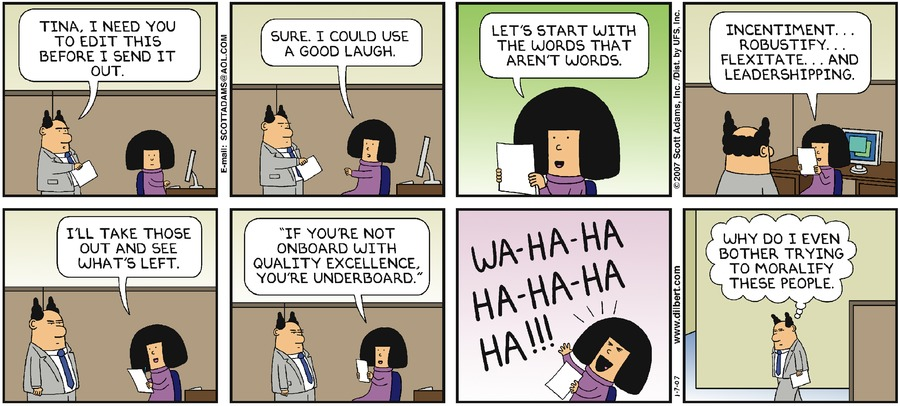 TINA, I NEED YOU
TO EDIT THIS
BEFORE I SEND IT
OUT.
E-mail: SCOTTADAMS@AOL.COM
SURE. I COULD USE
A GOOD LAUGH.
LET'S START WITH
THE WORDS THAT
AREN'T WORDS.
©2007 Scott Adams, Inc./Dist. by UFS, Inc.
INCENTIMENT...
ROBUSTIFY...
FLEXITATE...AND
LEADERSHIPPING.
I'LL TAKE THOSE
OUT AND SEE
WHAT'S LEFT.
"IF YOU'RE NOT
ONBOARD WITH
QUALITY EXCELLENCE,
YOU'RE UNDERBOARD."
WA-HA-HA
HA-HA-HA
HA!!!
www.dilbert.com
1-7-07
WHY DO I EVEN
BOTHER TRYING
TO MORALIFY
THESE PEOPLE.